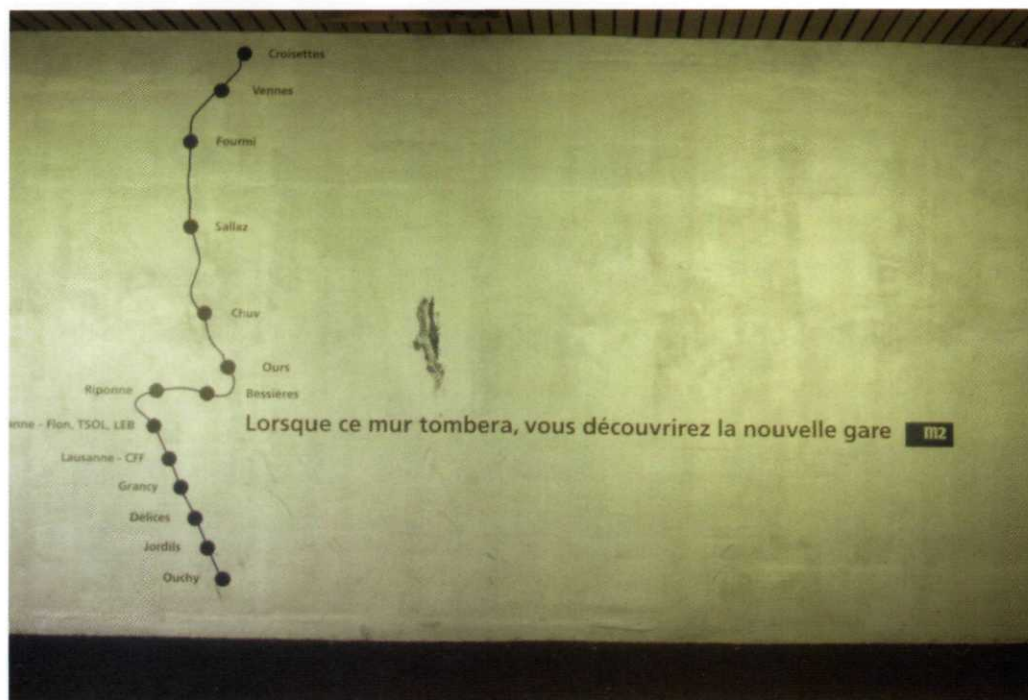 Croisettes
Vennes
Fourmi
Sallaz
Chuv
Ours
Riponne
Bessières
nne - Flon, TSOL, LEB
Lorsque ce mur tombera, vous découvrirez la nouvelle gare m2
Lausanne - CFF
Grancy
Délices
Jordils
Ouchy